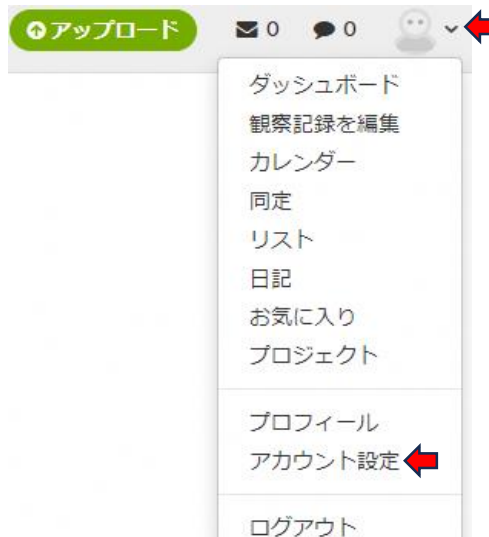 アップロード 0 0
ダッシュボード
観察記録を編集
カレンダー
同定
リスト
日記
お気に入り
プロジェクト
プロフィール
アカウント設定
ログアウト